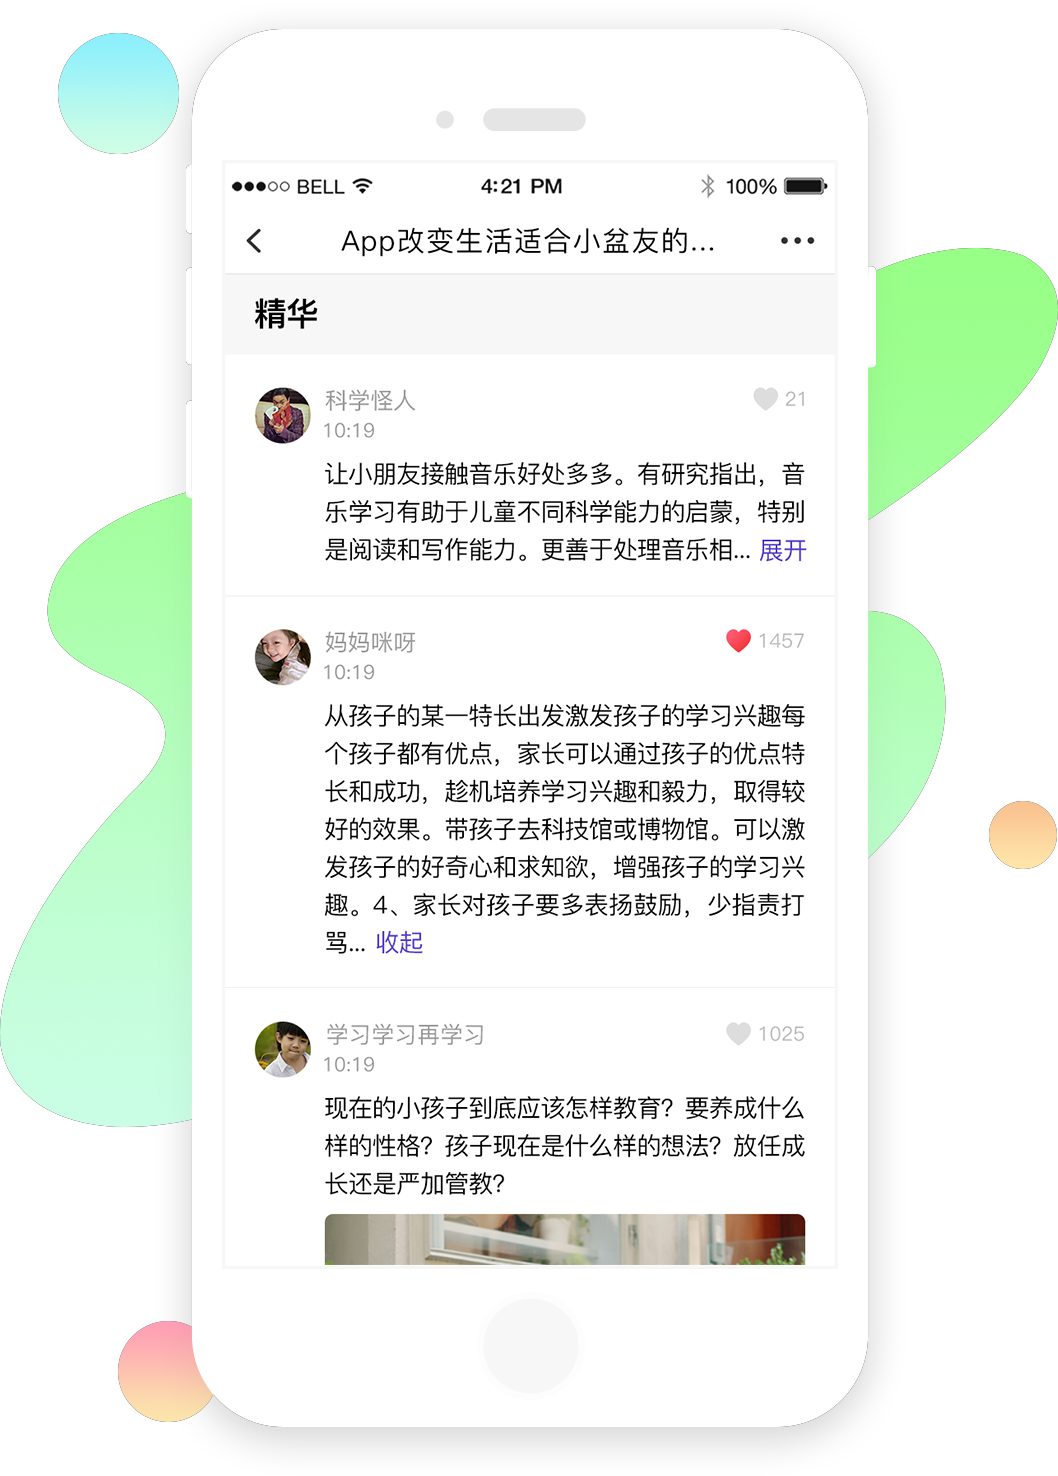 BELL 4:21 PM 100%
App改变生活适合小盆友的...
精华
科学怪人 21
10:19
让小朋友接触音乐好处多多。有研究指出，音
乐学习有助于儿童不同科学能力的启蒙，特别
是阅读和写作能力。更善于处理音乐相... 展开
妈妈咪呀 1457
10:19
从孩子的某一特长出发激发孩子的学习兴趣每
个孩子都有优点，家长可以通过孩子的优点特
长和成功，趁机培养学习兴趣和毅力，取得较
好的效果。带孩子去科技馆或博物馆。可以激
发孩子的好奇心和求知欲，增强孩子的学习兴
趣。4、家长对孩子要多表扬鼓励，少指责打
骂... 收起
学习学习再学习 1025
10:19
现在的小孩子到底应该怎样教育？要养成什么
样的性格？孩子现在是什么样的想法？放任成
长还是严加管教？